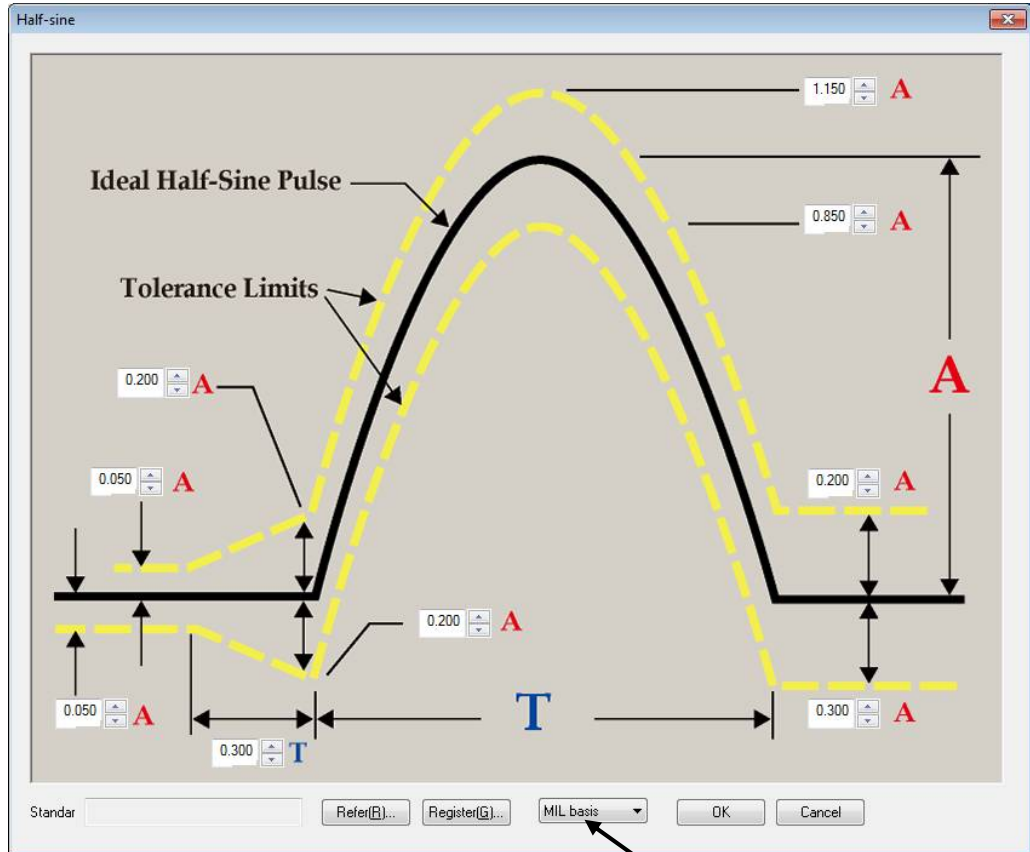 Half-sine
1.150 A
Ideal Half-Sine Pulse
0.850 A
Tolerance Limits
0.200 A
A
0.050 A
0.200 A
0.200 A
0.050 A
T
0.300 A
0.300 T
Standar
Refer(R)...
Register(G)...
MIL basis
OK
Cancel